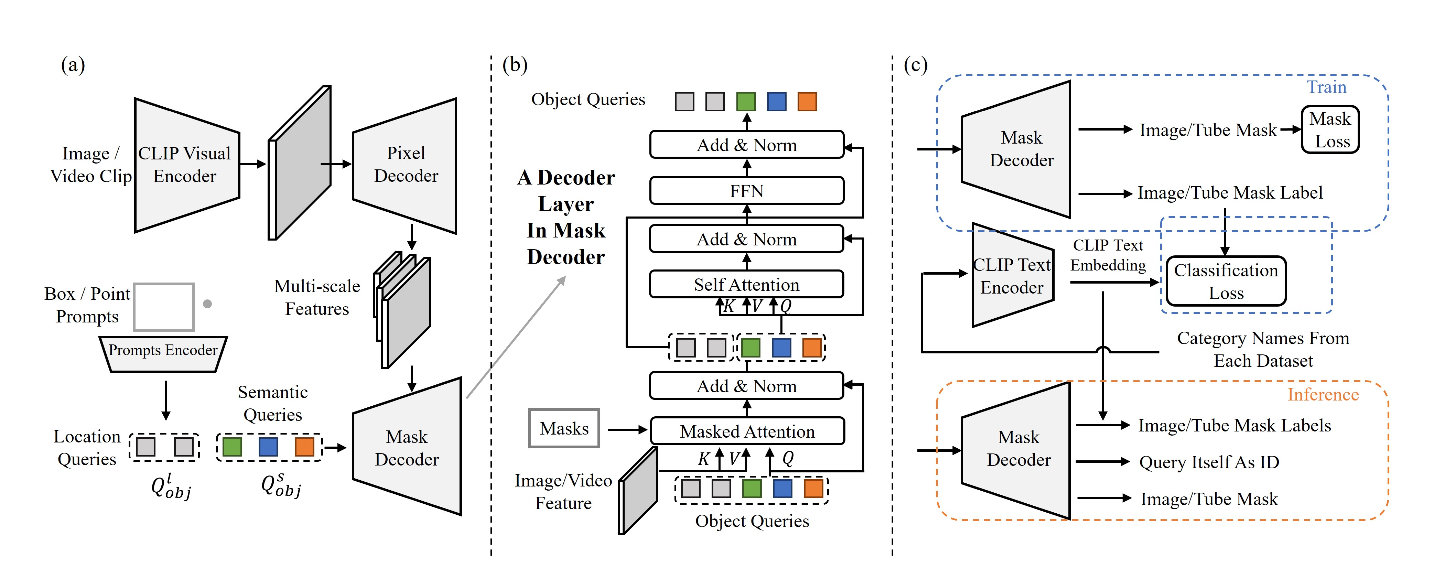 (a)
Image /
Video Clip
CLIP Visual
Encoder
Pixel
Decoder
Multi-scale
Features
Box / Point
Prompts
Prompts Encoder
Semantic
Queries
Location
Queries
Q^l_obj
Q^s_obj
Mask
Decoder
(b)
Object Queries
Add & Norm
FFN
A Decoder
Layer
In Mask
Decoder
Add & Norm
Self Attention
K V Q
Add & Norm
Masks
Masked Attention
K V Q
Image/Video
Feature
Object Queries
(c)
Train
Mask
Decoder
Image/Tube Mask
Mask
Loss
Image/Tube Mask Label
CLIP Text
Encoder
CLIP Text
Embedding
Classification
Loss
Category Names From
Each Dataset
Inference
Mask
Decoder
Image/Tube Mask Labels
Query Itself As ID
Image/Tube Mask